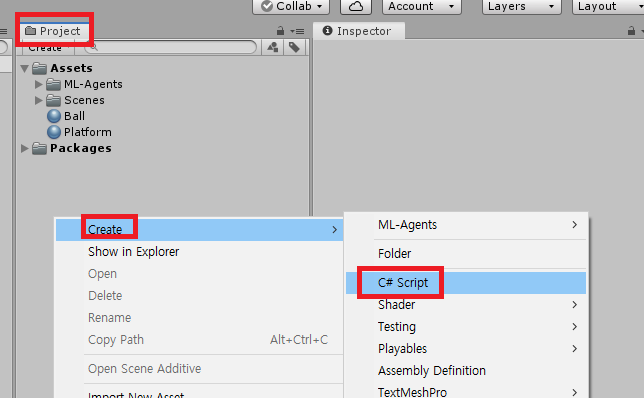 Collab
Account
Layers
Layout
Project
Inspector
Create
Assets
ML-Agents
Scenes
Ball
Platform
Packages
Create
Show in Explorer
Open
Delete
Rename
Copy Path Alt+Ctrl+C
Open Scene Additive
Import New Asset
ML-Agents
Folder
C# Script
Shader
Testing
Playables
Assembly Definition
TextMeshPro